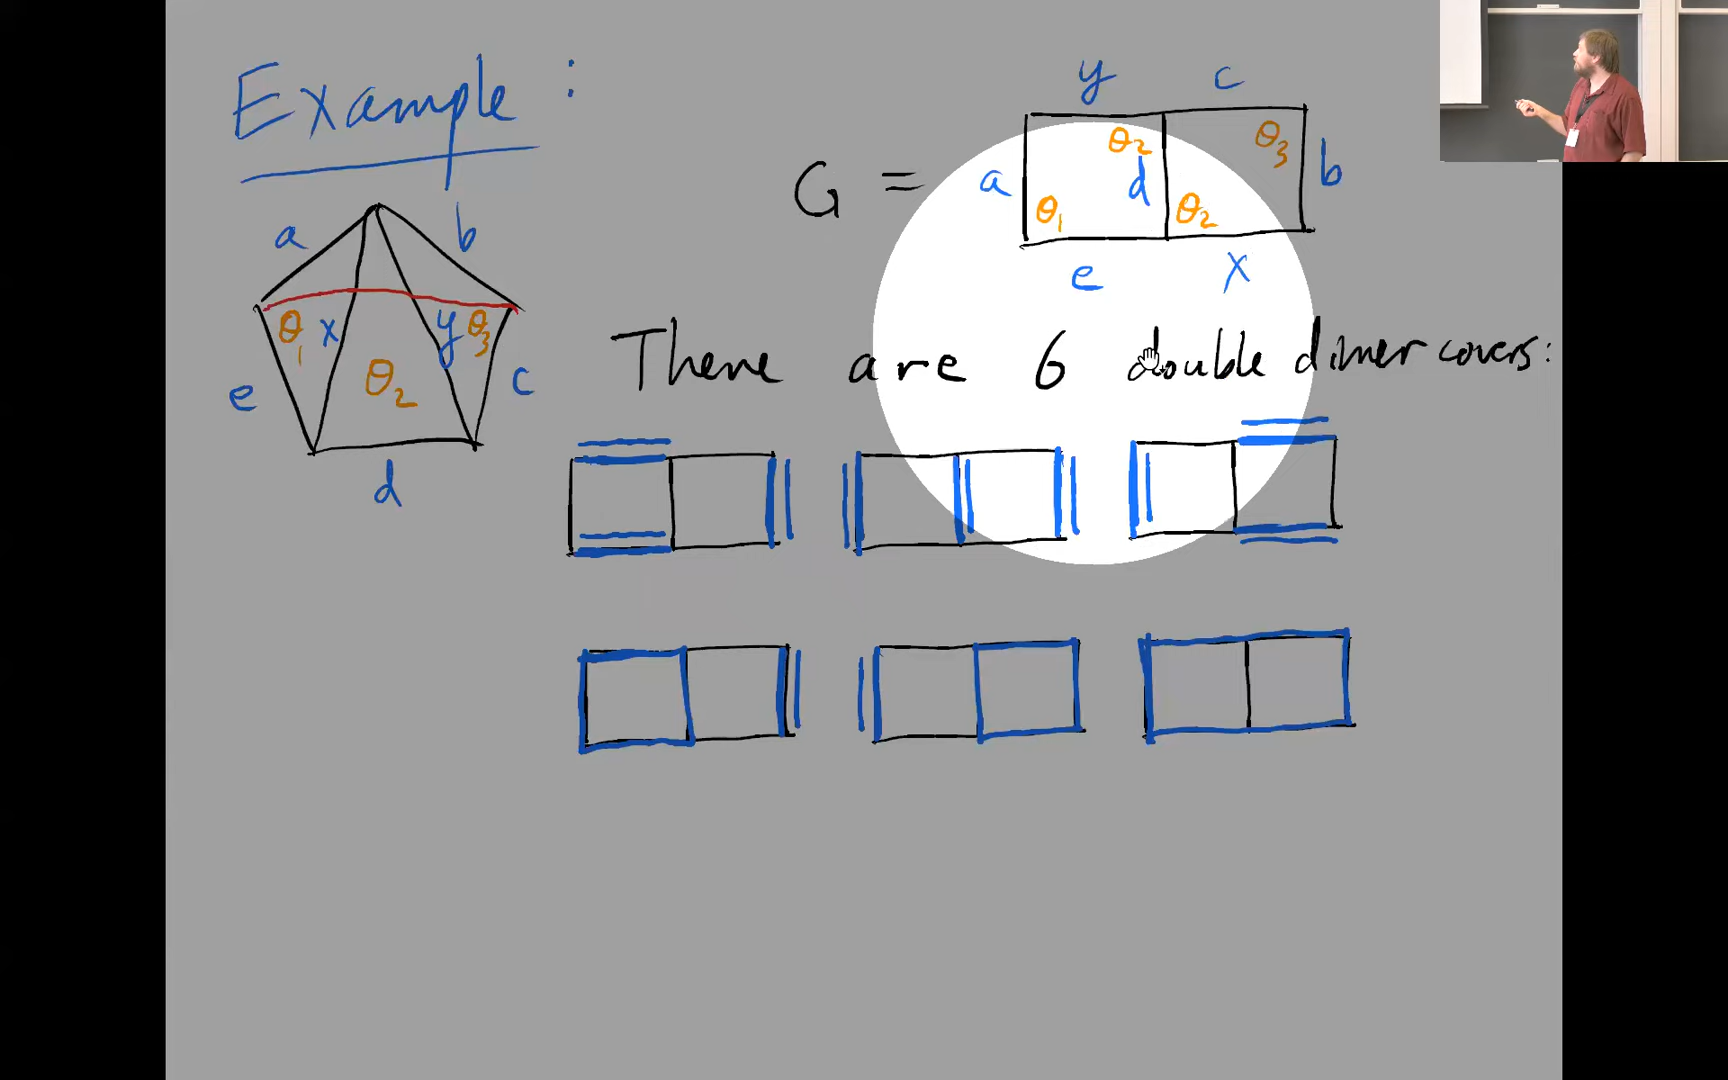 Example:
y c
G = a θ₂ d θ₃ b
θ₁ θ₂
e x
a b
θ₁ x y θ₃
e θ₂ c
d
There are 6 double dimer covers: